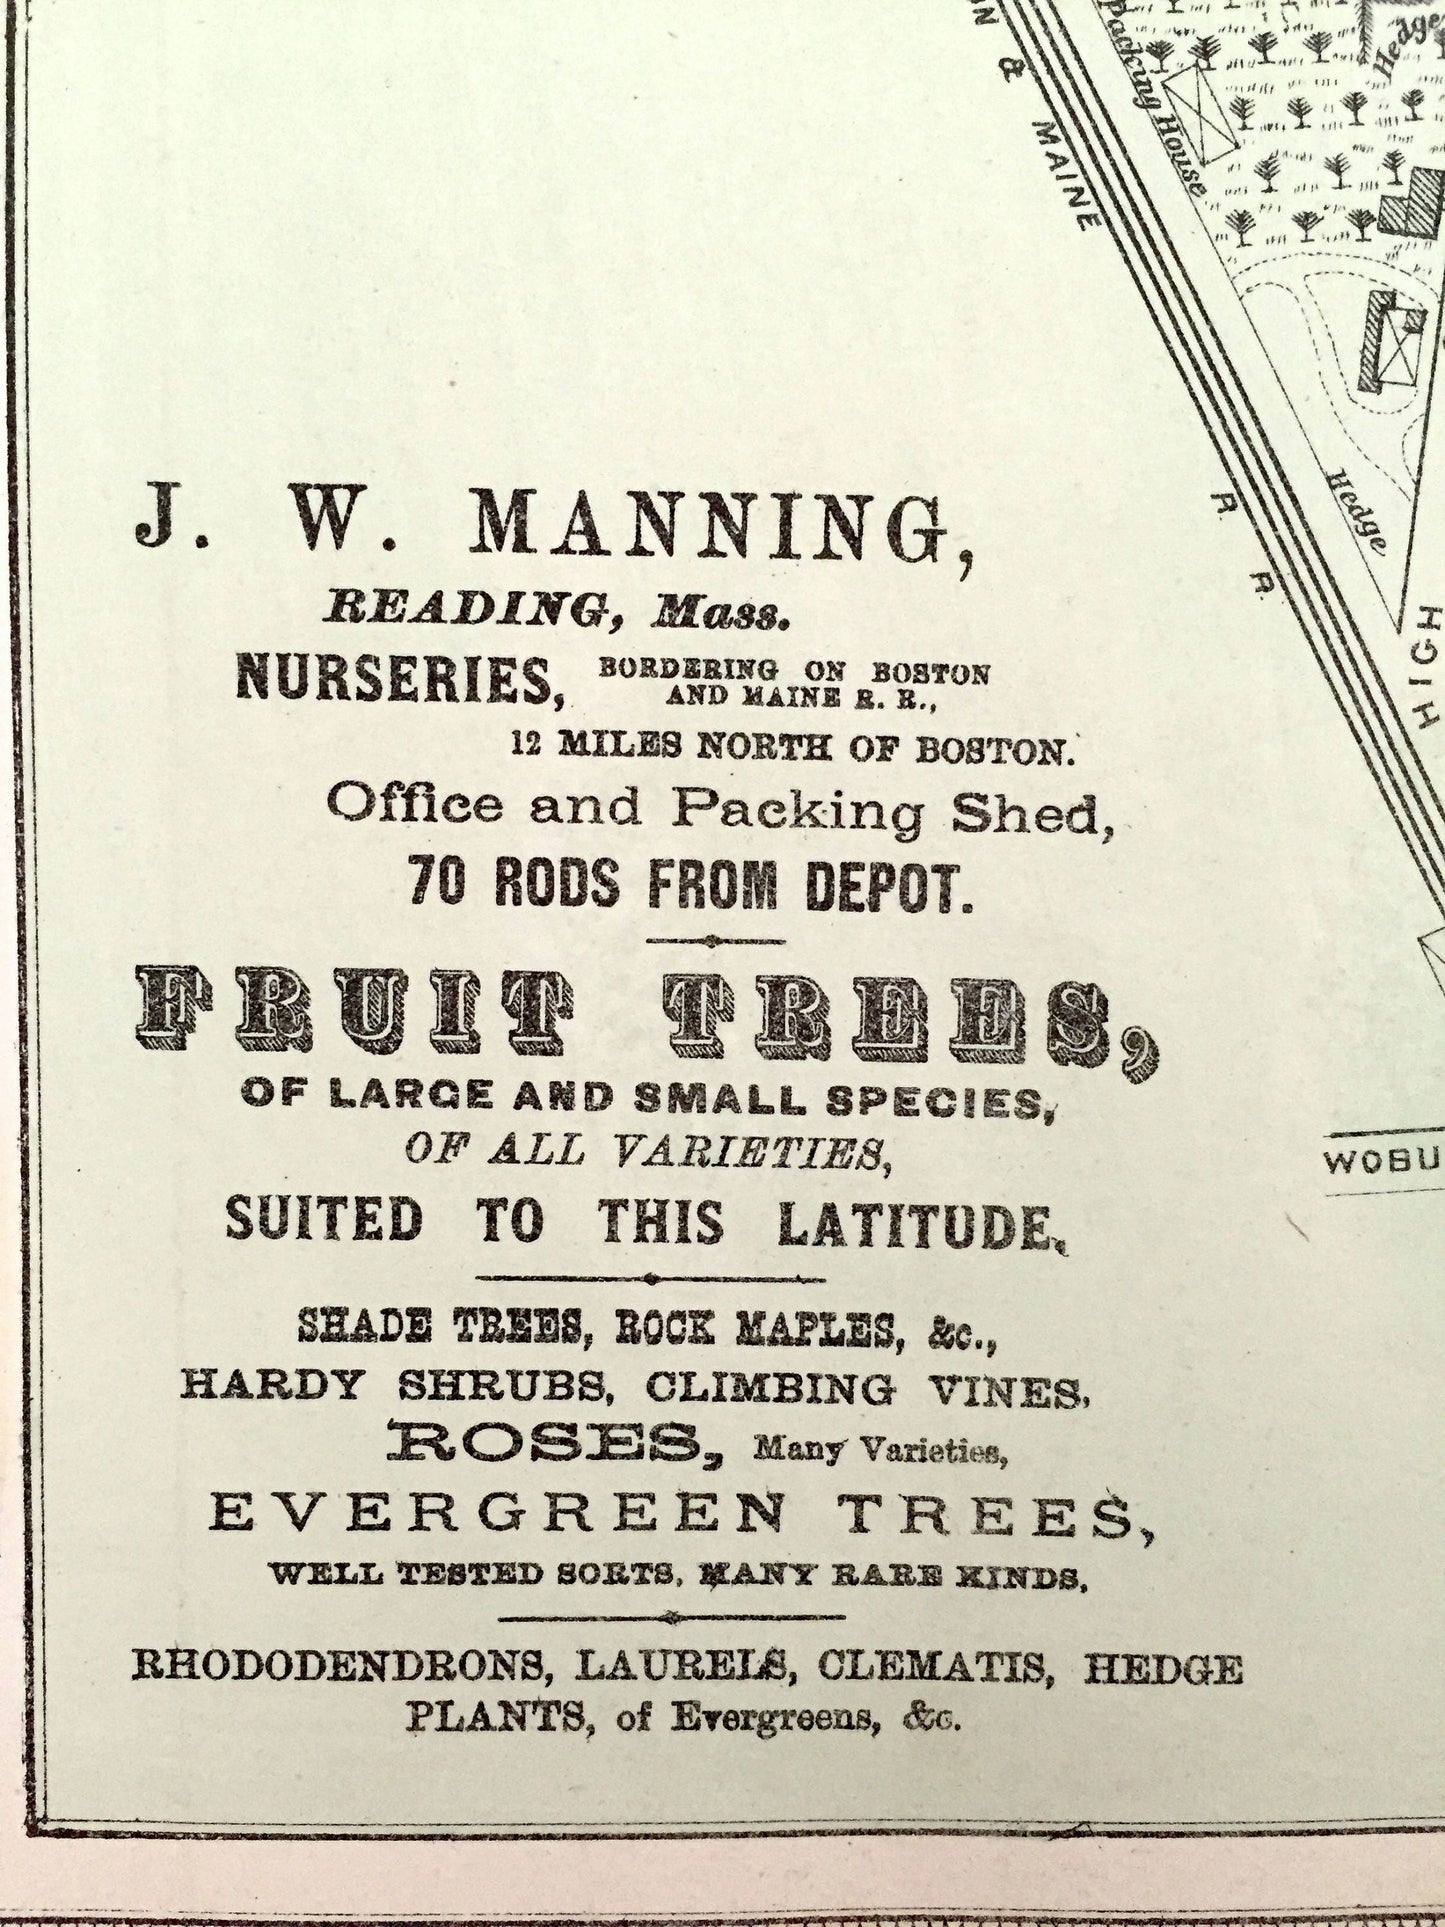 N & MAINE R. R.
Packing House
Hedge
Hedge
HIGH
WOBU
J. W. MANNING,
READING, Mass.
NURSERIES, BORDERING ON BOSTON
AND MAINE R. R.,
12 MILES NORTH OF BOSTON.
Office and Packing Shed,
70 RODS FROM DEPOT.
FRUIT TREES,
OF LARGE AND SMALL SPECIES,
OF ALL VARIETIES,
SUITED TO THIS LATITUDE.
SHADE TREES, ROCK MAPLES, &c.,
HARDY SHRUBS, CLIMBING VINES,
ROSES, Many Varieties,
EVERGREEN TREES,
WELL TESTED SORTS, MANY RARE KINDS.
RHODODENDRONS, LAURELS, CLEMATIS, HEDGE
PLANTS, of Evergreens, &c.